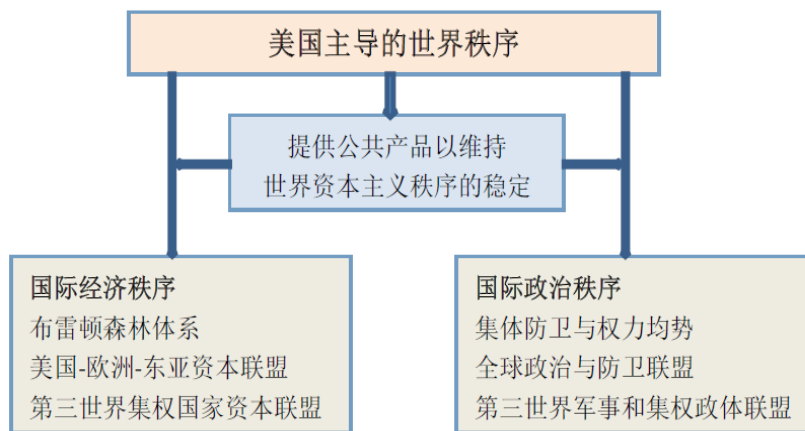 美国主导的世界秩序
提供公共产品以维持
世界资本主义秩序的稳定
国际经济秩序
布雷顿森林体系
美国-欧洲-东亚资本联盟
第三世界集权国家资本联盟
国际政治秩序
集体防卫与权力均势
全球政治与防卫联盟
第三世界军事和集权政体联盟